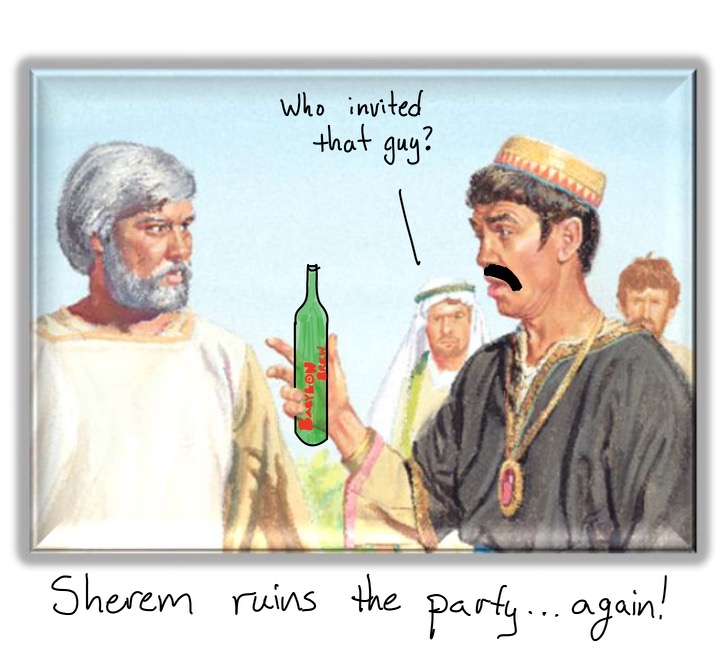 Who invited
that guy?
BABYLON
BREW
Sherem ruins the party... again!